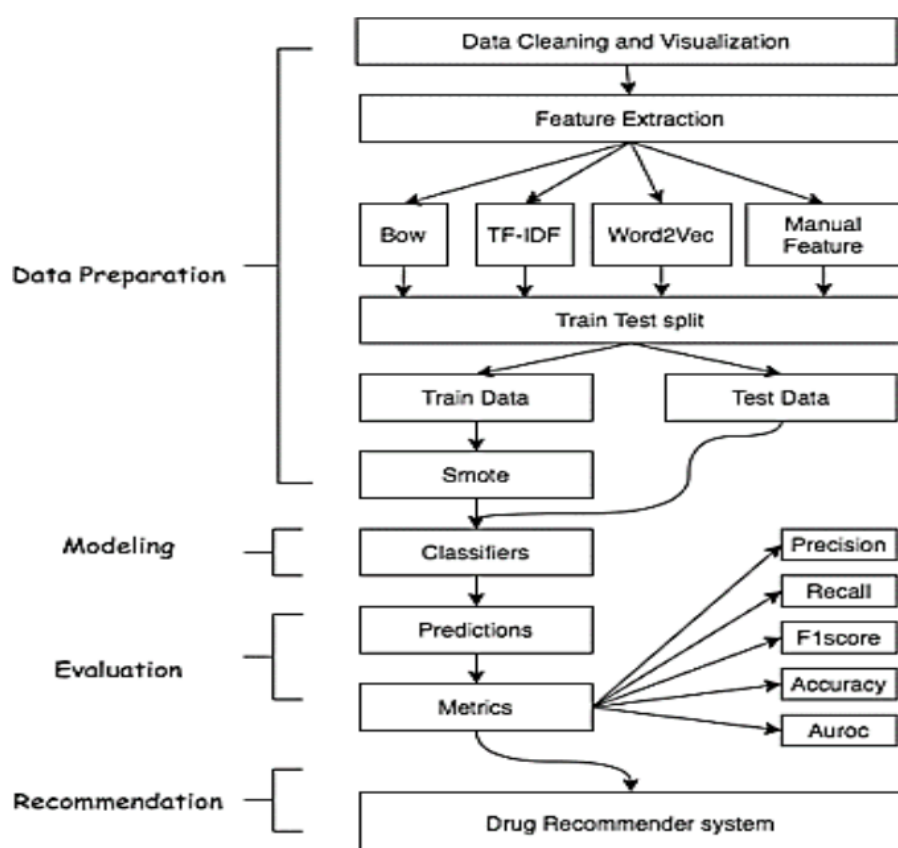 Data Cleaning and Visualization
Feature Extraction
Bow
TF-IDF
Word2Vec
Manual
Feature
Data Preparation
Train Test split
Train Data
Test Data
Smote
Modeling
Classifiers
Precision
Recall
Predictions
F1score
Evaluation
Accuracy
Metrics
Auroc
Recommendation
Drug Recommender system